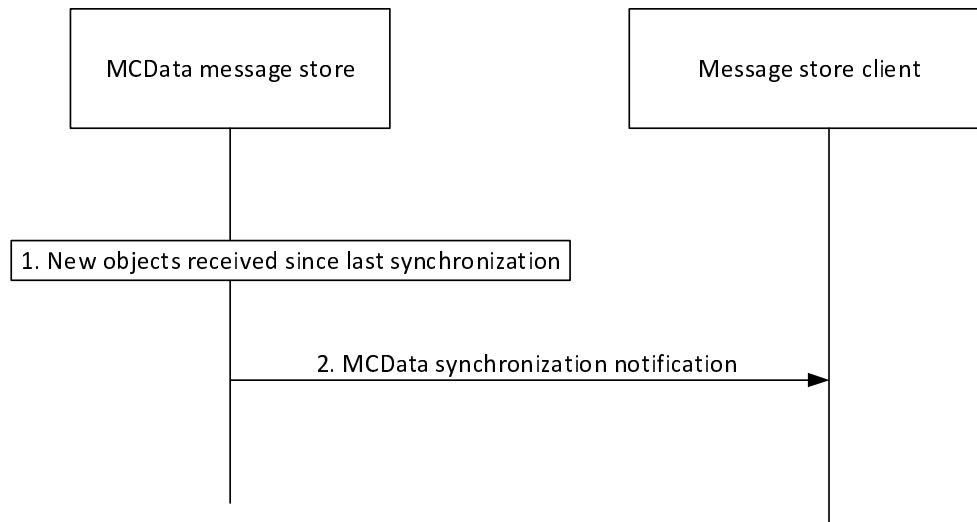 MCData message store
Message store client
1. New objects received since last synchronization
2. MCData synchronization notification